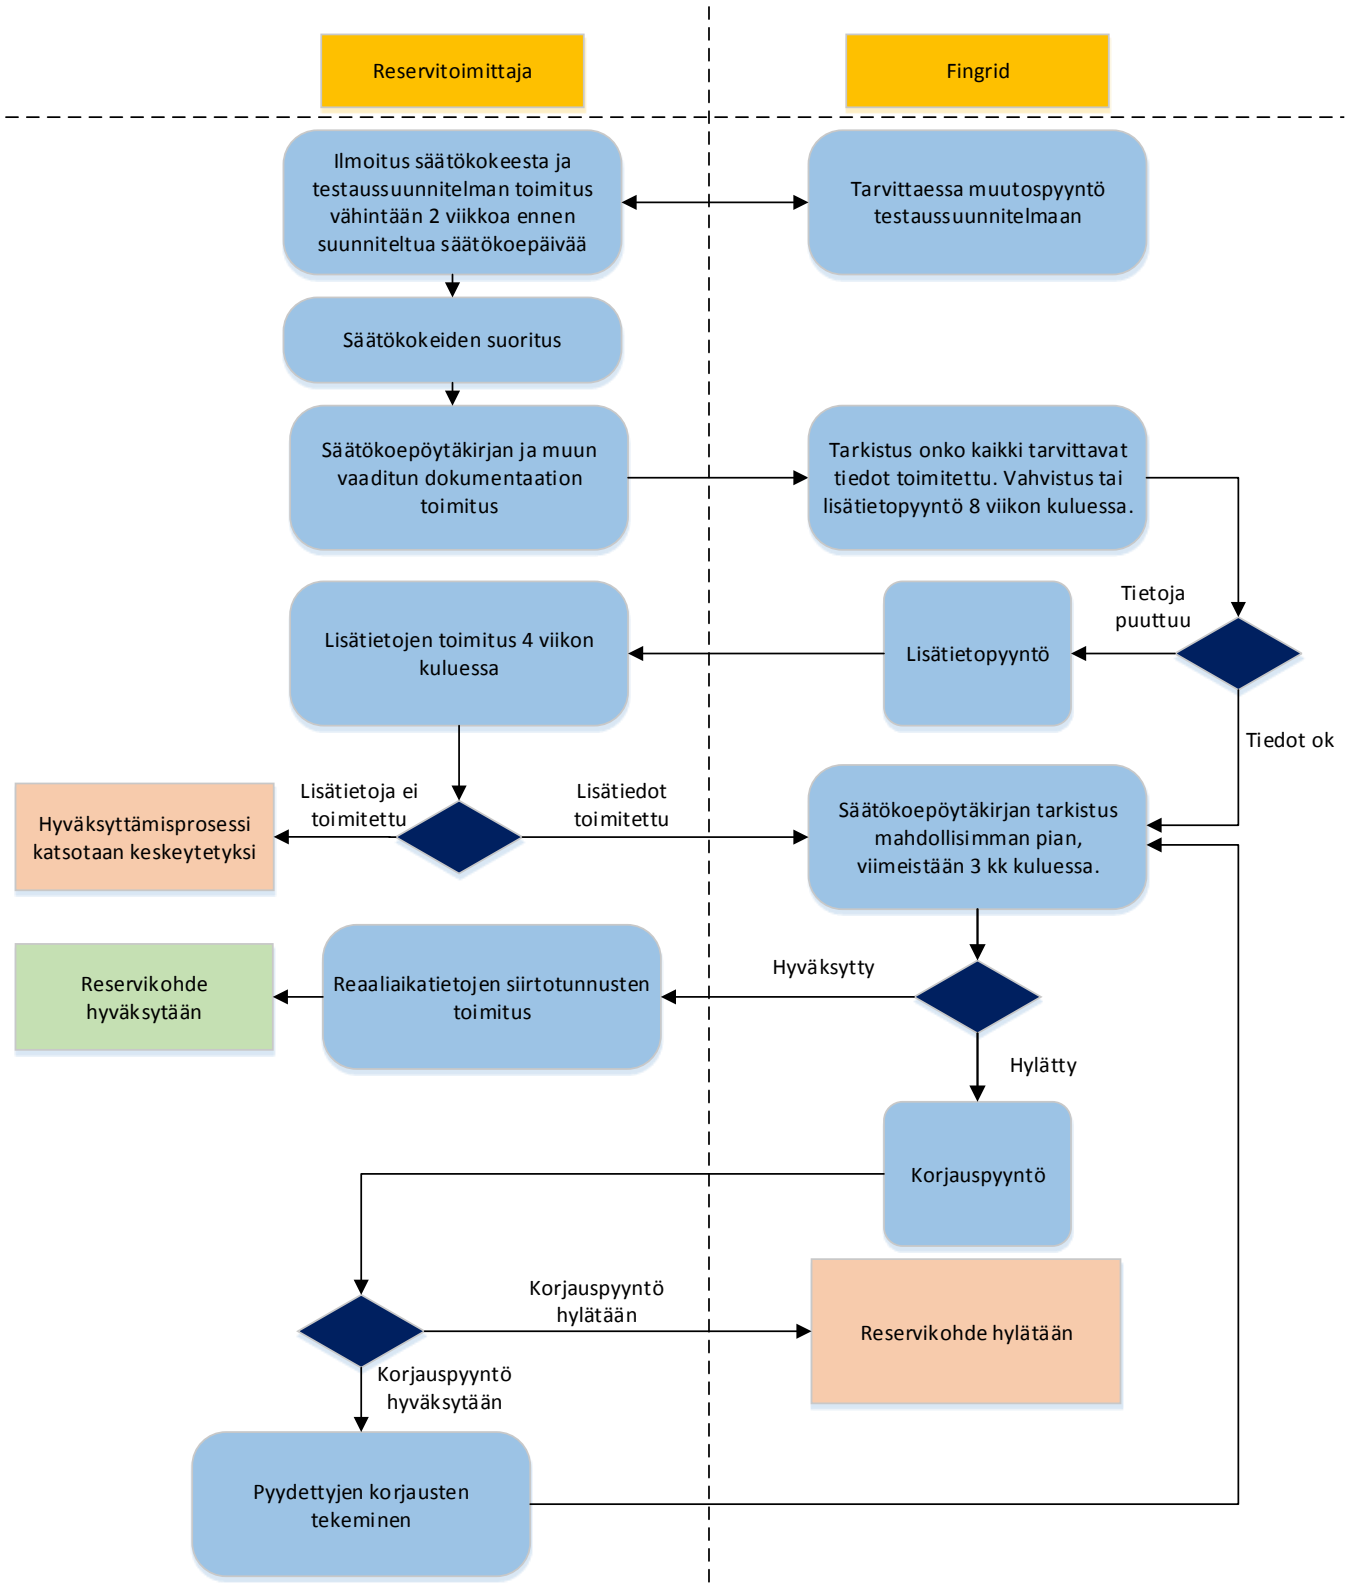 Reservitoimittaja
Fingrid
Ilmoitus säätökokeesta ja
testaussuunnitelman toimitus
vähintään 2 viikkoa ennen
suunniteltua säätökoepäivää
Tarvittaessa muutospyyntö
testaussuunnitelmaan
Säätökokeiden suoritus
Säätökoepöytäkirjan ja muun
vaaditun dokumentaation
toimitus
Tarkistus onko kaikki tarvittavat
tiedot toimitettu. Vahvistus tai
lisätietopyyntö 8 viikon kuluessa.
Tietoja
puuttuu
Lisätietopyyntö
Lisätietojen toimitus 4 viikon
kuluessa
Tiedot ok
Lisätietoja ei
toimitettu
Lisätiedot
toimitettu
Hyväksyttämisprosessi
katsotaan keskeytetyksi
Säätökoepöytäkirjan tarkistus
mahdollisimman pian,
viimeistään 3 kk kuluessa.
Hyväksytty
Reaaliaikatietojen siirtotunnusten
toimitus
Reservikohde
hyväksytään
Hylätty
Korjauspyyntö
Korjauspyyntö
hylätään
Reservikohde hylätään
Korjauspyyntö
hyväksytään
Pyydettyjen korjausten
tekeminen